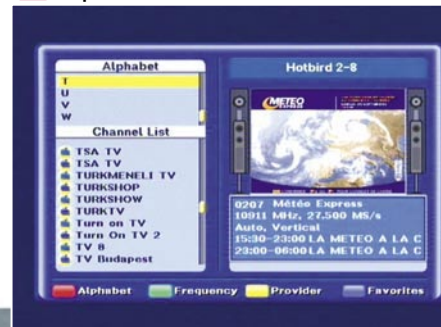 Alphabet
T
U
V
W
Channel List
TSA TV
TSA TV
TURKMENELI TV
TURKSHOP
TURKSHOW
TURKTV
Turn on TV
Turn On TV 2
TV 8
TV Budapest
Hotbird 2-8
METEO
EXPRESS
0207 Météo Express
10911 MHz, 27.500 MS/s
Auto, Vertical
15:30-23:00 LA METEO A LA C
23:00-06:00 LA METEO A LA C
Alphabet Frequency Provider Favorites